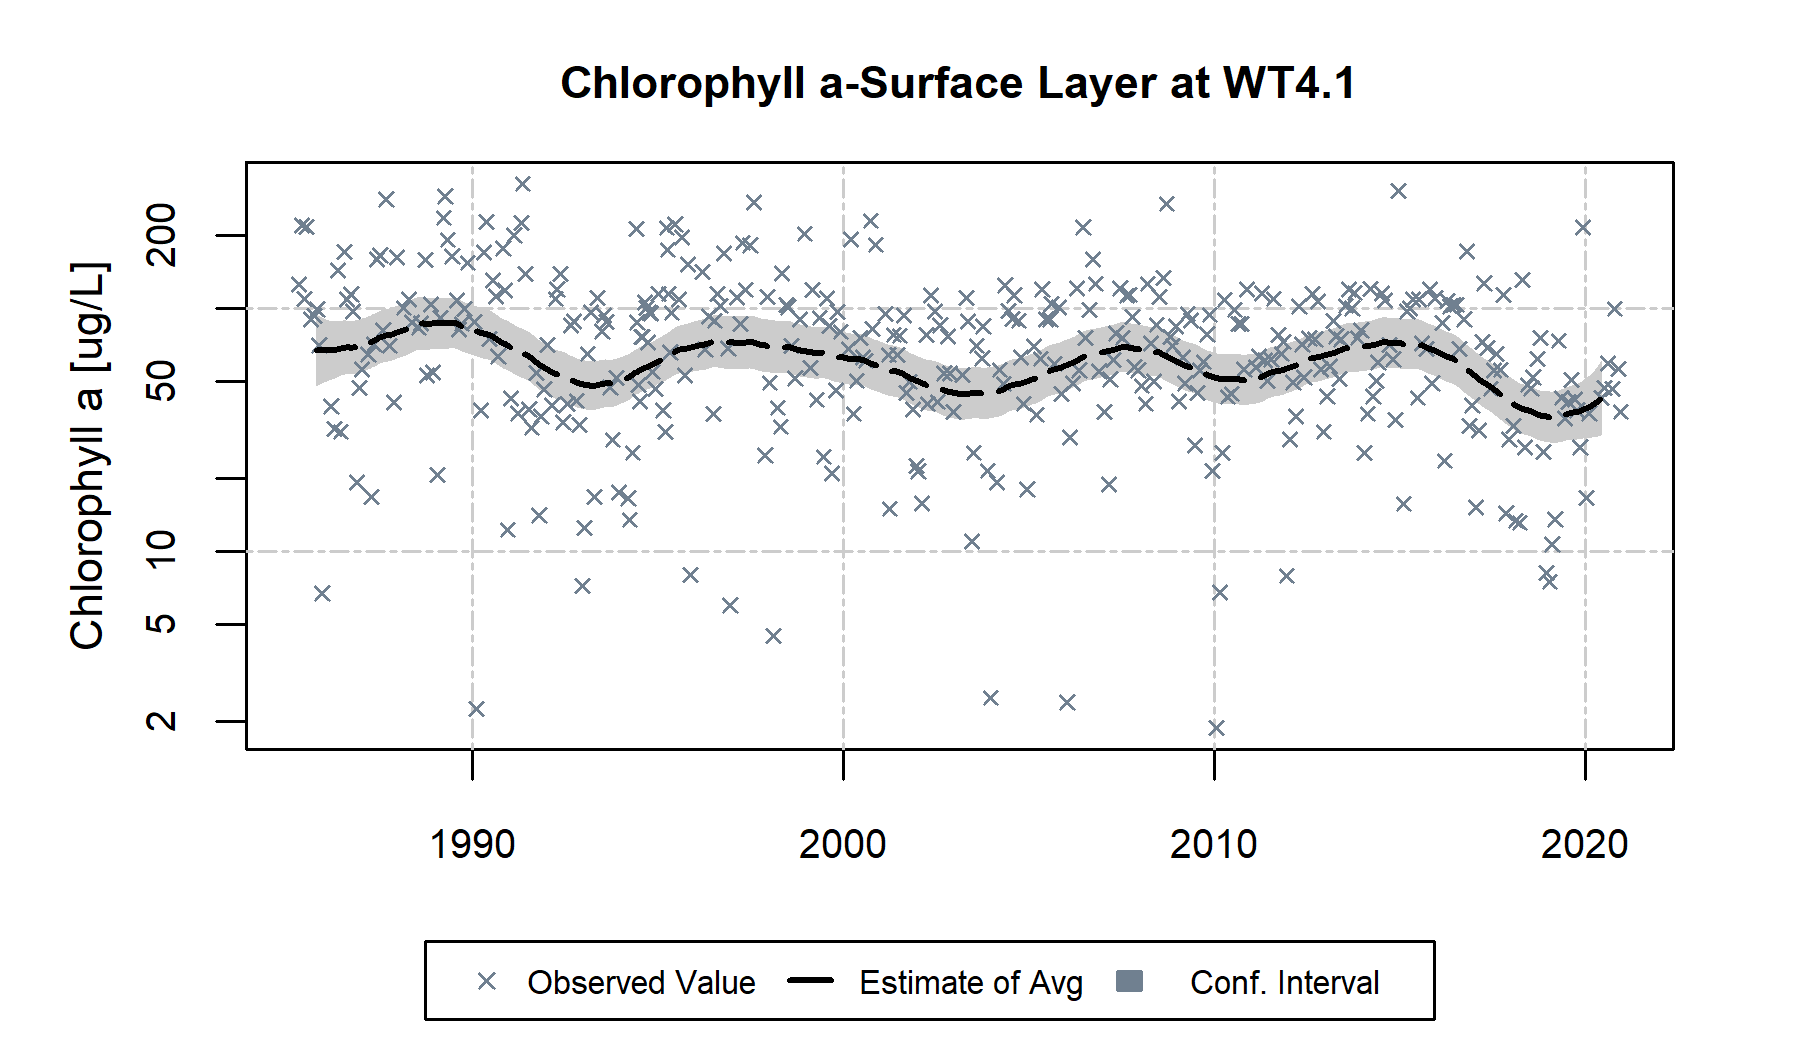 Chlorophyll a-Surface Layer at WT4.1
Chlorophyll a [ug/L]
200
50
10
5
2
1990 2000 2010 2020
Observed Value Estimate of Avg Conf. Interval